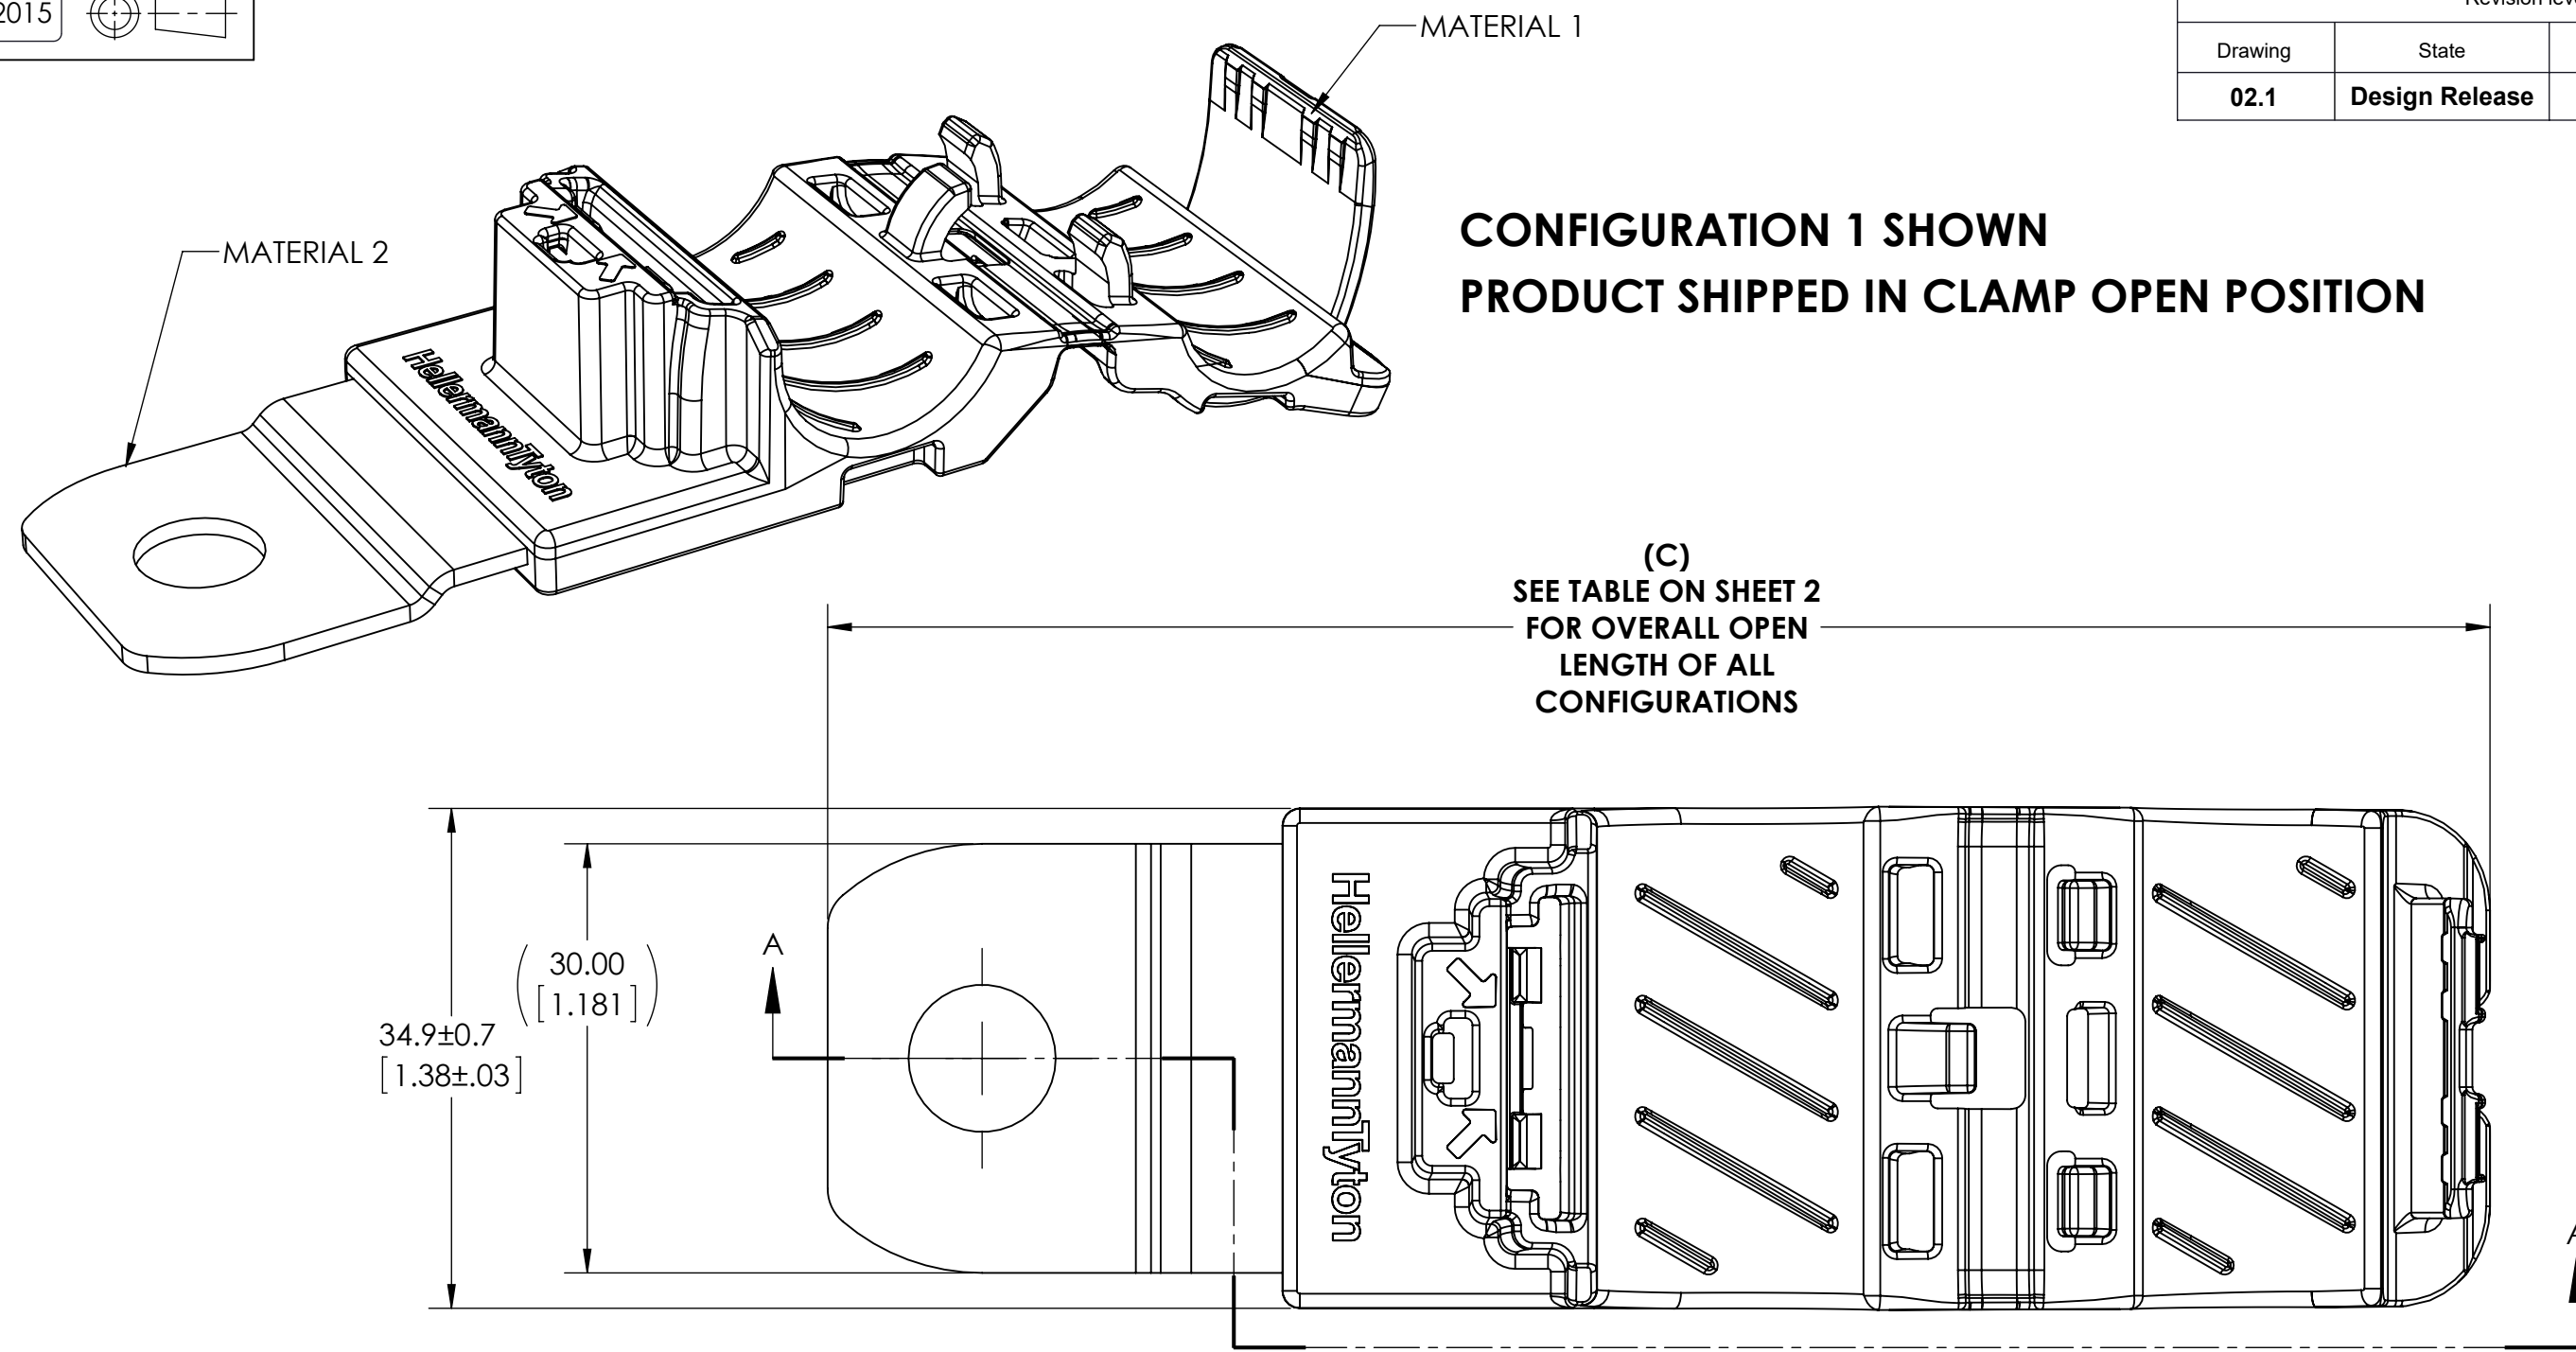 2015
MATERIAL 1
Drawing
State
02.1
Design Release
MATERIAL 2
CONFIGURATION 1 SHOWN
PRODUCT SHIPPED IN CLAMP OPEN POSITION
HellermannTyton
(C)
SEE TABLE ON SHEET 2
FOR OVERALL OPEN
LENGTH OF ALL
CONFIGURATIONS
A
(30.00
[1.181])
34.9±0.7
[1.38±.03]
HellermannTyton